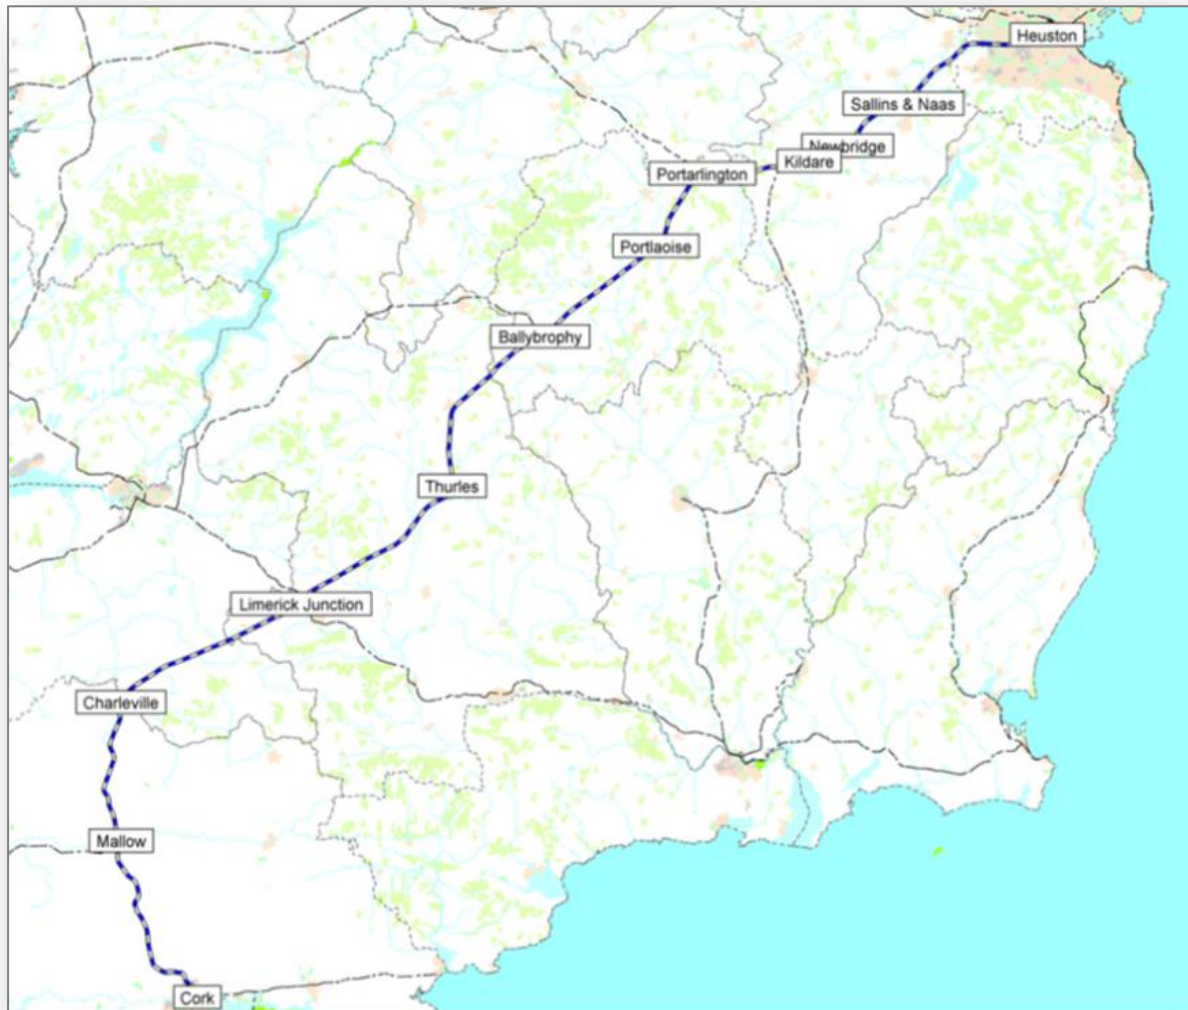 Heuston
Sallins & Naas
Newbridge
Kildare
Portarlington
Portlaoise
Ballybrophy
Thurles
Limerick Junction
Charleville
Mallow
Cork